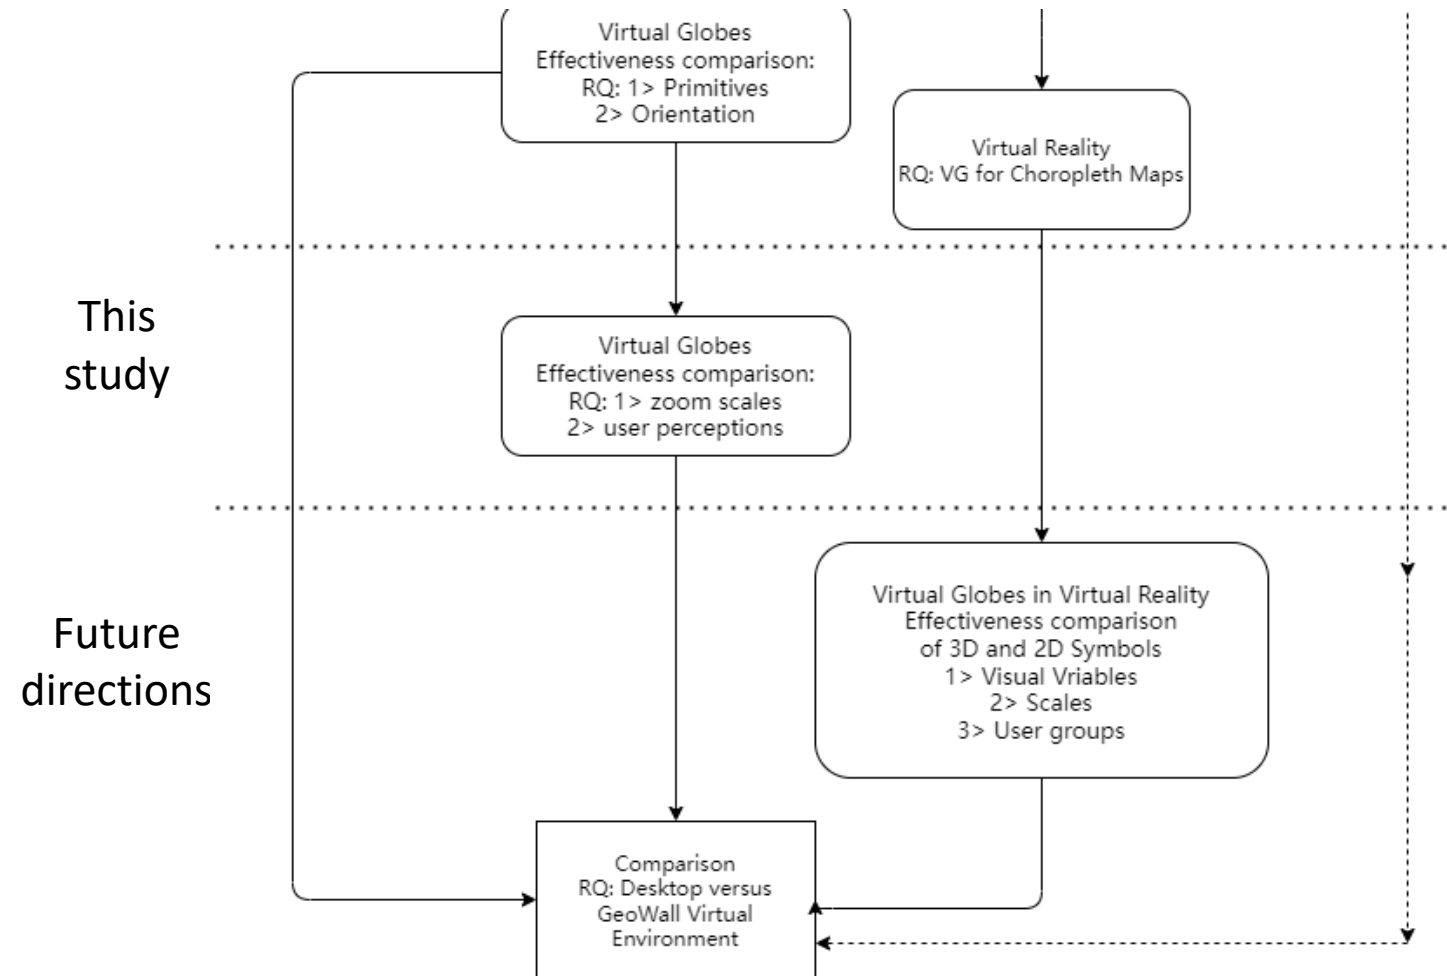 Virtual Globes
Effectiveness comparison:
RQ: 1> Primitives
2> Orientation
Virtual Reality
RQ: VG for Choropleth Maps
This
study
Virtual Globes
Effectiveness comparison:
RQ: 1> zoom scales
2> user perceptions
Future
directions
Virtual Globes in Virtual Reality
Effectiveness comparison
of 3D and 2D Symbols
1> Visual Vriables
2> Scales
3> User groups
Comparison
RQ: Desktop versus
GeoWall Virtual
Environment